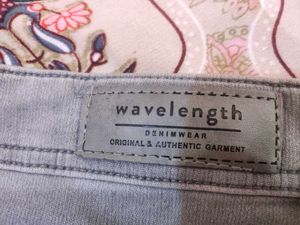 wavelength
DENIMWEAR
ORIGINAL & AUTHENTIC GARMENT